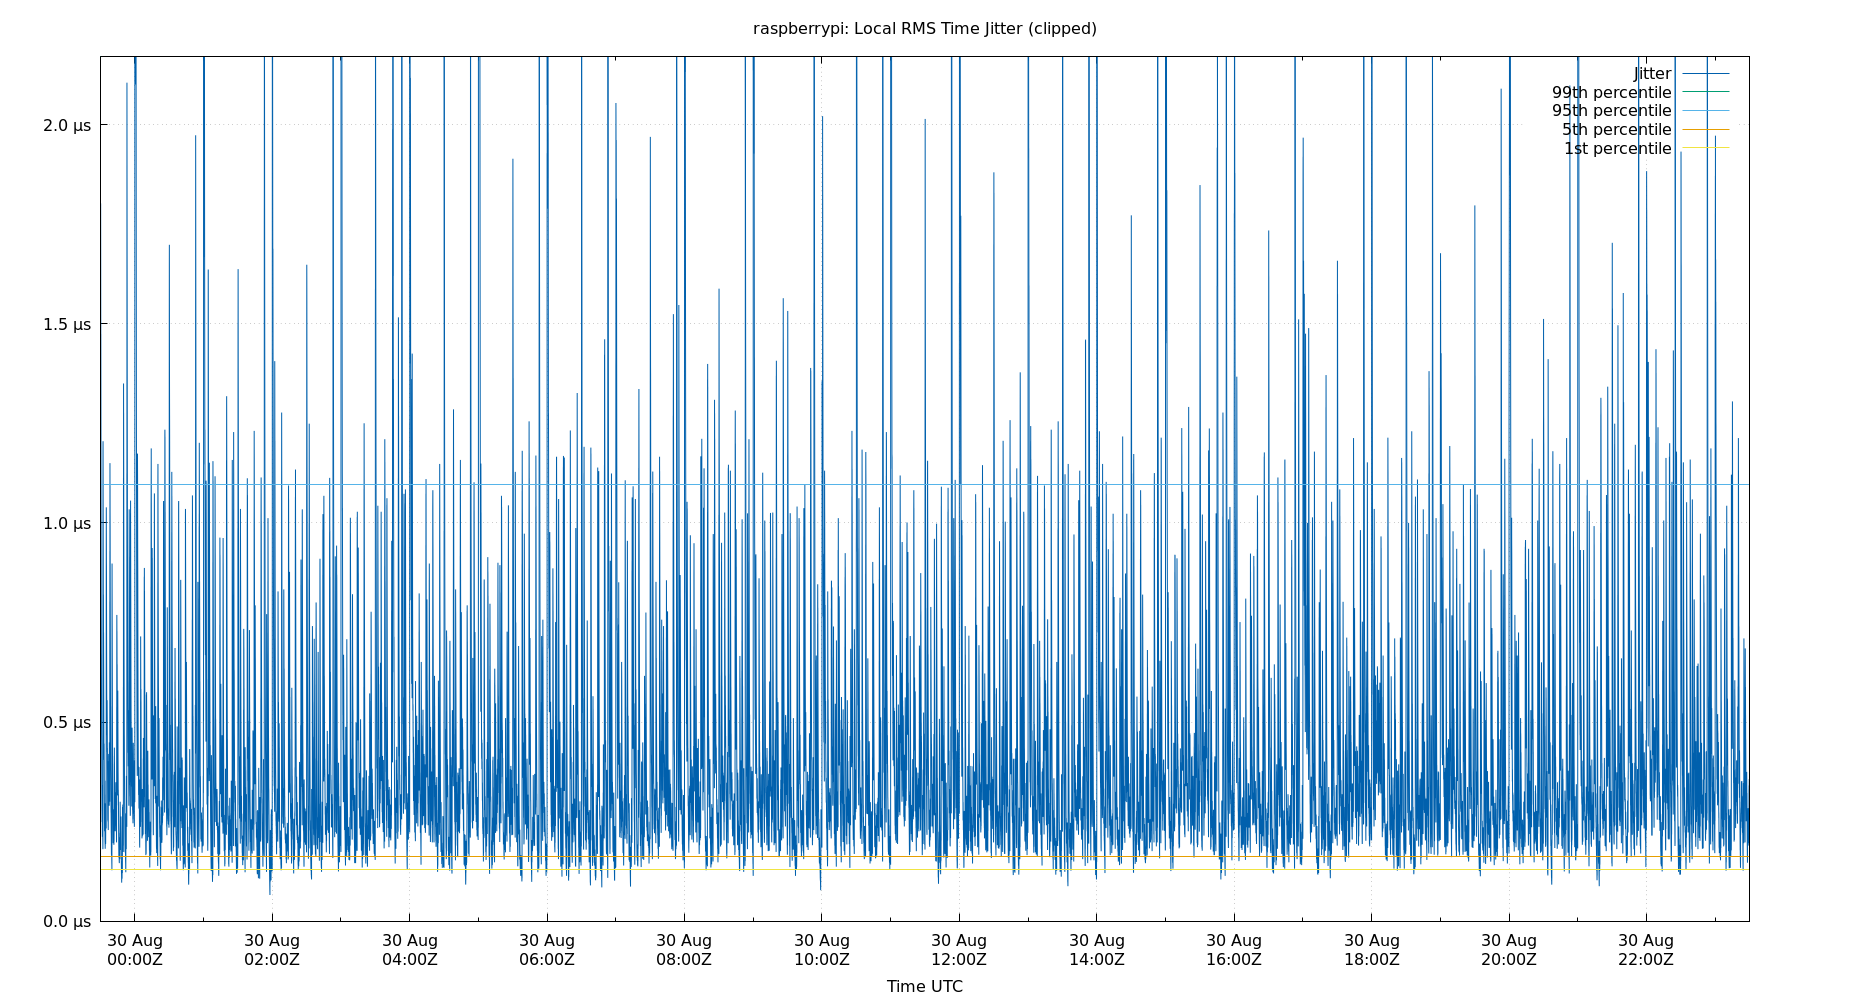 raspberrypi: Local RMS Time Jitter (clipped)
Jitter
99th percentile
95th percentile
5th percentile
1st percentile
2.0 µs
1.5 µs
1.0 µs
0.5 µs
0.0 µs
30 Aug 30 Aug 30 Aug 30 Aug 30 Aug 30 Aug 30 Aug 30 Aug 30 Aug 30 Aug 30 Aug 30 Aug
00:00Z 02:00Z 04:00Z 06:00Z 08:00Z 10:00Z 12:00Z 14:00Z 16:00Z 18:00Z 20:00Z 22:00Z
Time UTC